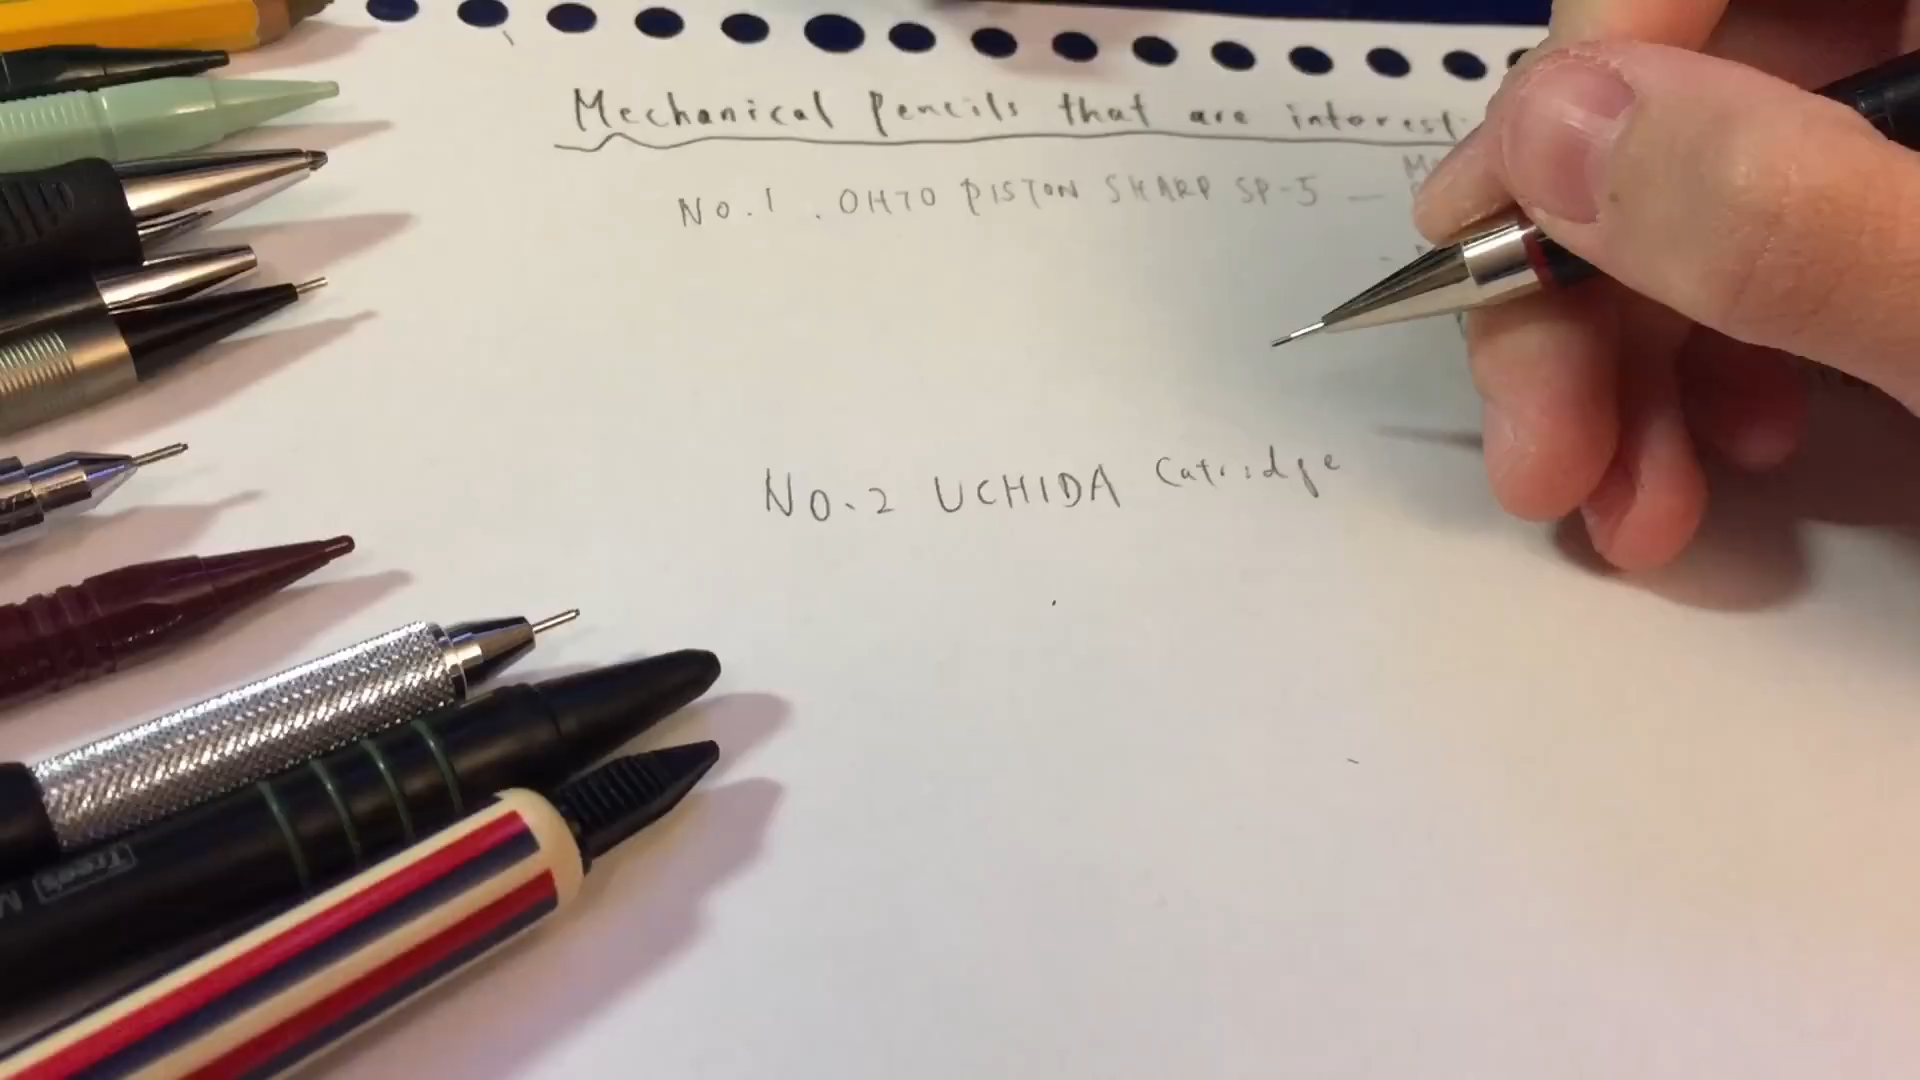 Mechanical Pencils that are interest
No.1 . OHTO PISTON SHARP SP-5 —
No.2 UCHIDA Catridge